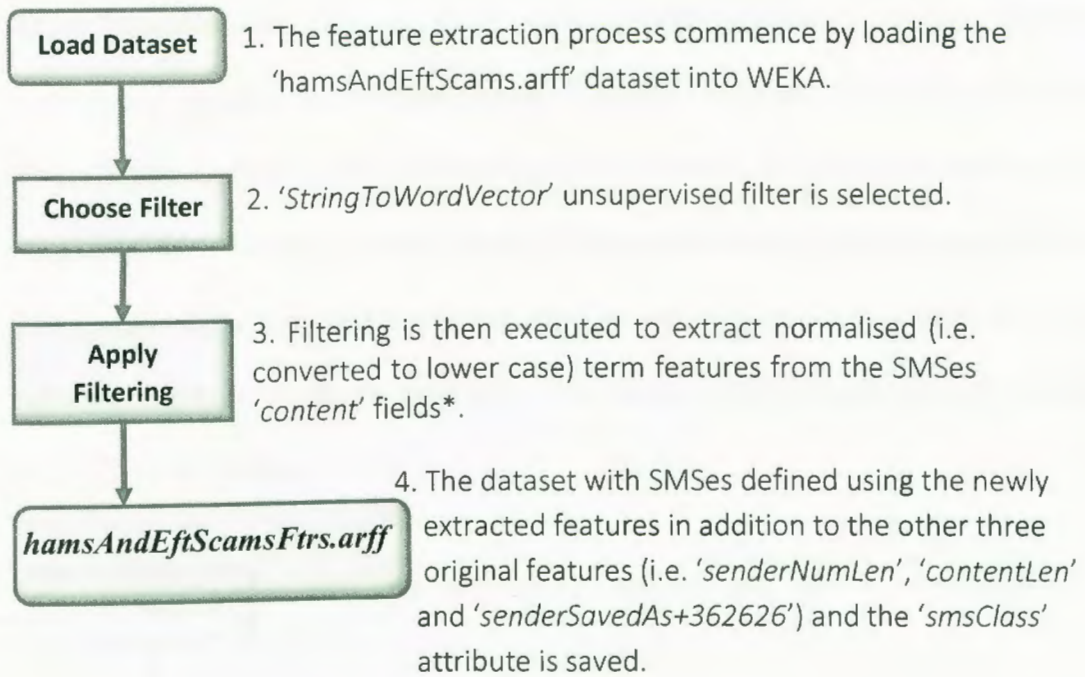 Load Dataset
1. The feature extraction process commence by loading the
'hamsAndEftScams.arff' dataset into WEKA.
Choose Filter
2. 'StringToWordVector' unsupervised filter is selected.
Apply
Filtering
3. Filtering is then executed to extract normalised (i.e.
converted to lower case) term features from the SMSes
'content' fields*.
hamsAndEftScamsFtrs.arff
4. The dataset with SMSes defined using the newly
extracted features in addition to the other three
original features (i.e. 'senderNumLen', 'contentLen'
and 'senderSavedAs+362626') and the 'smsClass'
attribute is saved.